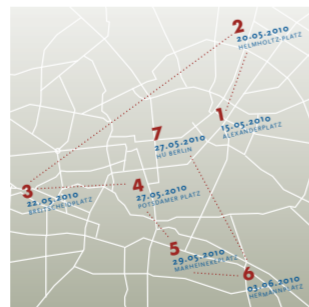 2
20.05.2010
HELMHOLTZ-PLATZ
1
15.05.2010
ALEXANDERPLATZ
7
27.05.2010
HU BERLIN
3
22.05.2010
BREITSCHEIDPLATZ
4
27.05.2010
POTSDAMER PLATZ
5
29.05.2010
MARHEINEKEPLATZ
6
03.06.2010
HERMANNPLATZ